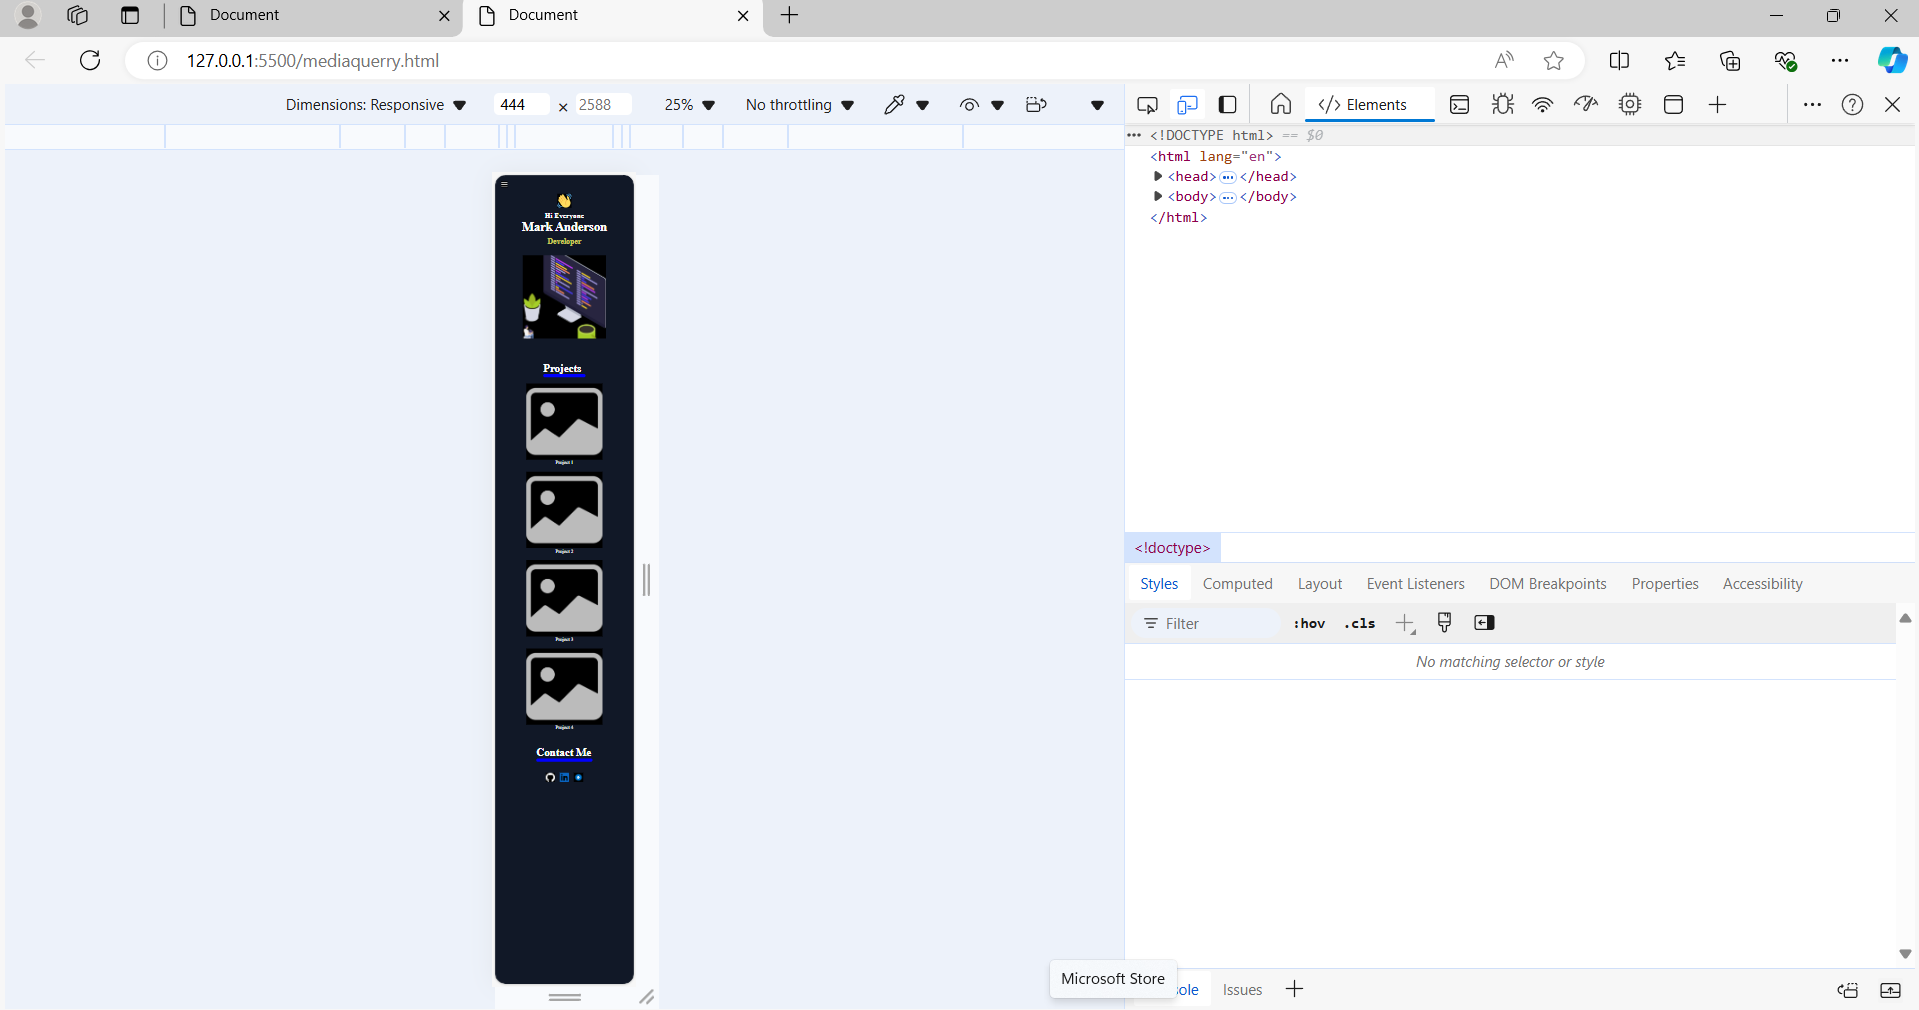 Document
Document
127.0.0.1:5500/mediaquerry.html
Dimensions: Responsive 444 × 2588 25% No throttling
Elements
<!DOCTYPE html> == $0
<html lang="en">
<head> ··· </head>
<body> ··· </body>
</html>
Hi Everyone
Mark Anderson
Developer
Projects
Project 1
Project 2
Project 3
Project 4
Contact Me
<!doctype>
Styles Computed Layout Event Listeners DOM Breakpoints Properties Accessibility
Filter :hov .cls
No matching selector or style
Microsoft Store
sole Issues